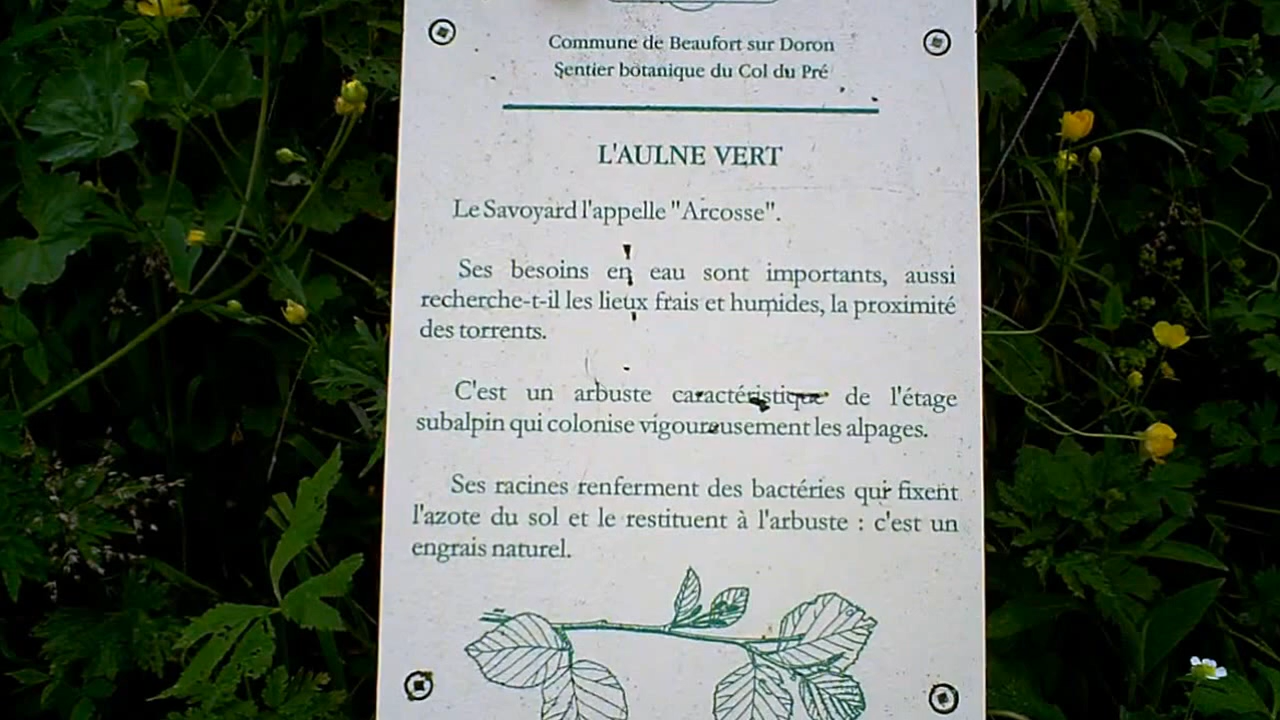 Commune de Beaufort sur Doron
Sentier botanique du Col du Pré
L'AULNE VERT
Le Savoyard l'appelle "Arcosse".
Ses besoins en eau sont importants, aussi
recherche-t-il les lieux frais et humides, la proximité
des torrents.
C'est un arbuste caractéristique de l'étage
subalpin qui colonise vigoureusement les alpages.
Ses racines renferment des bactéries qui fixent
l'azote du sol et le restituent à l'arbuste : c'est un
engrais naturel.